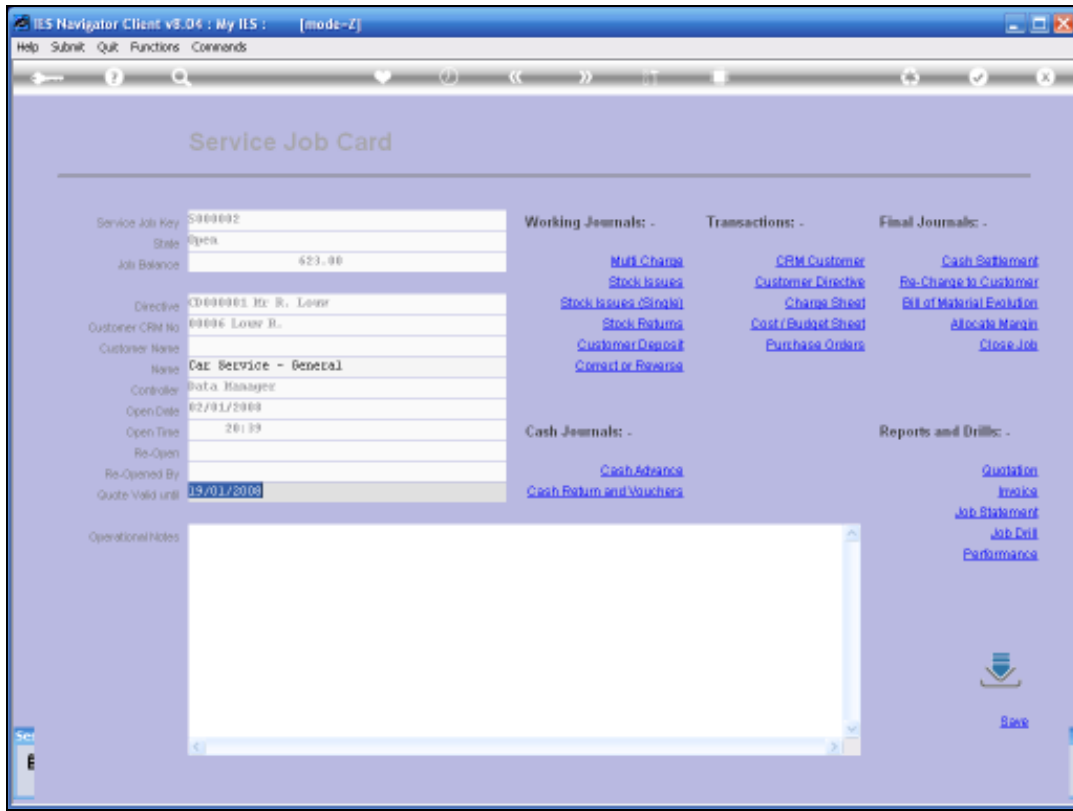 IES Navigator Client v8.04 : My IES : [mode=Z]
Help Submit Quit Functions Commands
Service Job Card
Service Job Key S000002
State Open
Job Balance 623.00
Directive CD000001 Mr R. Louw
Customer CRM No 00006 Louw R.
Customer Name
Name Car Service - General
Controller Data Manager
Open Date 02/01/2008
Open Time 20:39
Re-Open
Re-Opened By
Quote Valid until 19/01/2008
Operational Notes
Working Journals: -
Multi Charge
Stock Issues
Stock Issues (Single)
Stock Returns
Customer Deposit
Correct or Reverse
Transactions: -
CRM Customer
Customer Directive
Charge Sheet
Cost / Budget Sheet
Purchase Orders
Final Journals: -
Cash Settlement
Re-Charge to Customer
Bill of Material Evolution
Allocate Margin
Close Job
Cash Journals: -
Cash Advance
Cash Return and Vouchers
Reports and Drills: -
Quotation
Invoice
Job Statement
Job Drill
Performance
Save